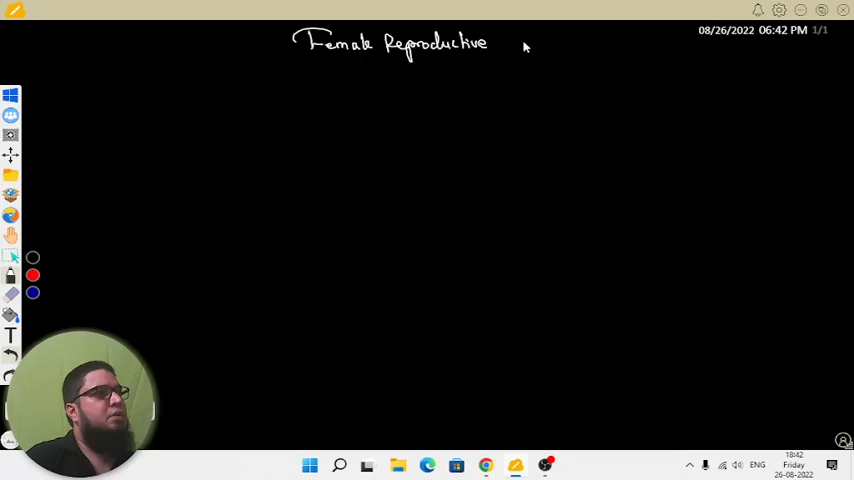 Female Reproductive
08/26/2022 06:42 PM 1/1
T
ENG
18:42
Friday
26-08-2022